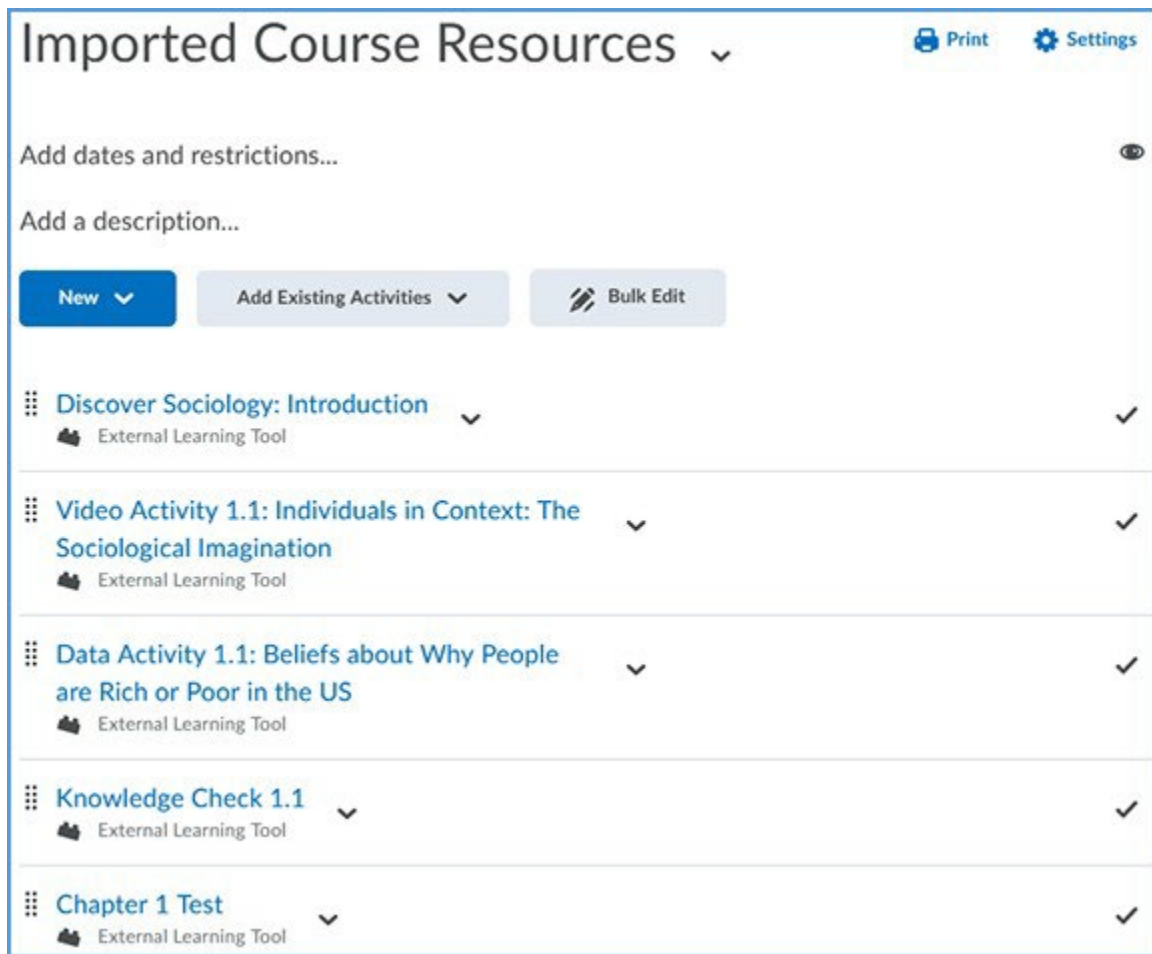 Imported Course Resources
Print
Settings
Add dates and restrictions...
Add a description...
New
Add Existing Activities
Bulk Edit
Discover Sociology: Introduction
External Learning Tool
Video Activity 1.1: Individuals in Context: The
Sociological Imagination
External Learning Tool
Data Activity 1.1: Beliefs about Why People
are Rich or Poor in the US
External Learning Tool
Knowledge Check 1.1
External Learning Tool
Chapter 1 Test
External Learning Tool